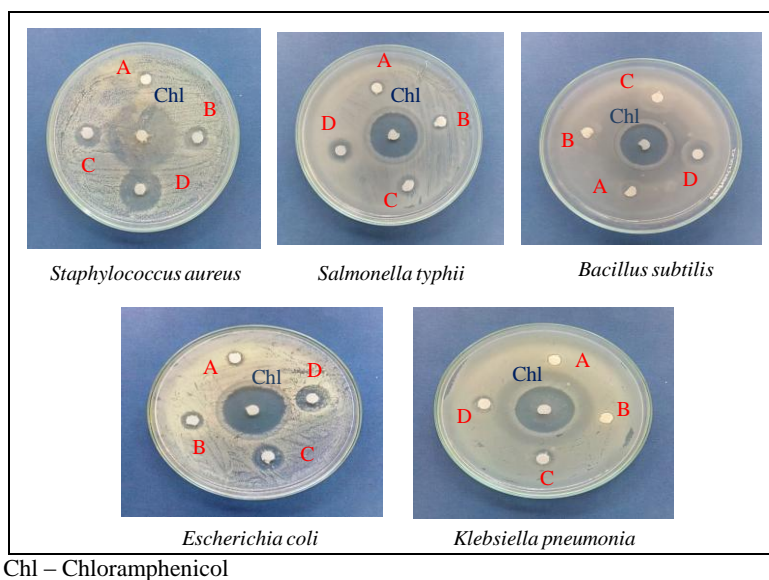 A
Chl
B
C
D
A
Chl
B
D
C
C
Chl
B
D
A
Staphylococcus aureus
Salmonella typhii
Bacillus subtilis
A
D
Chl
B
C
A
Chl
D
B
C
Escherichia coli
Klebsiella pneumonia
Chl – Chloramphenicol